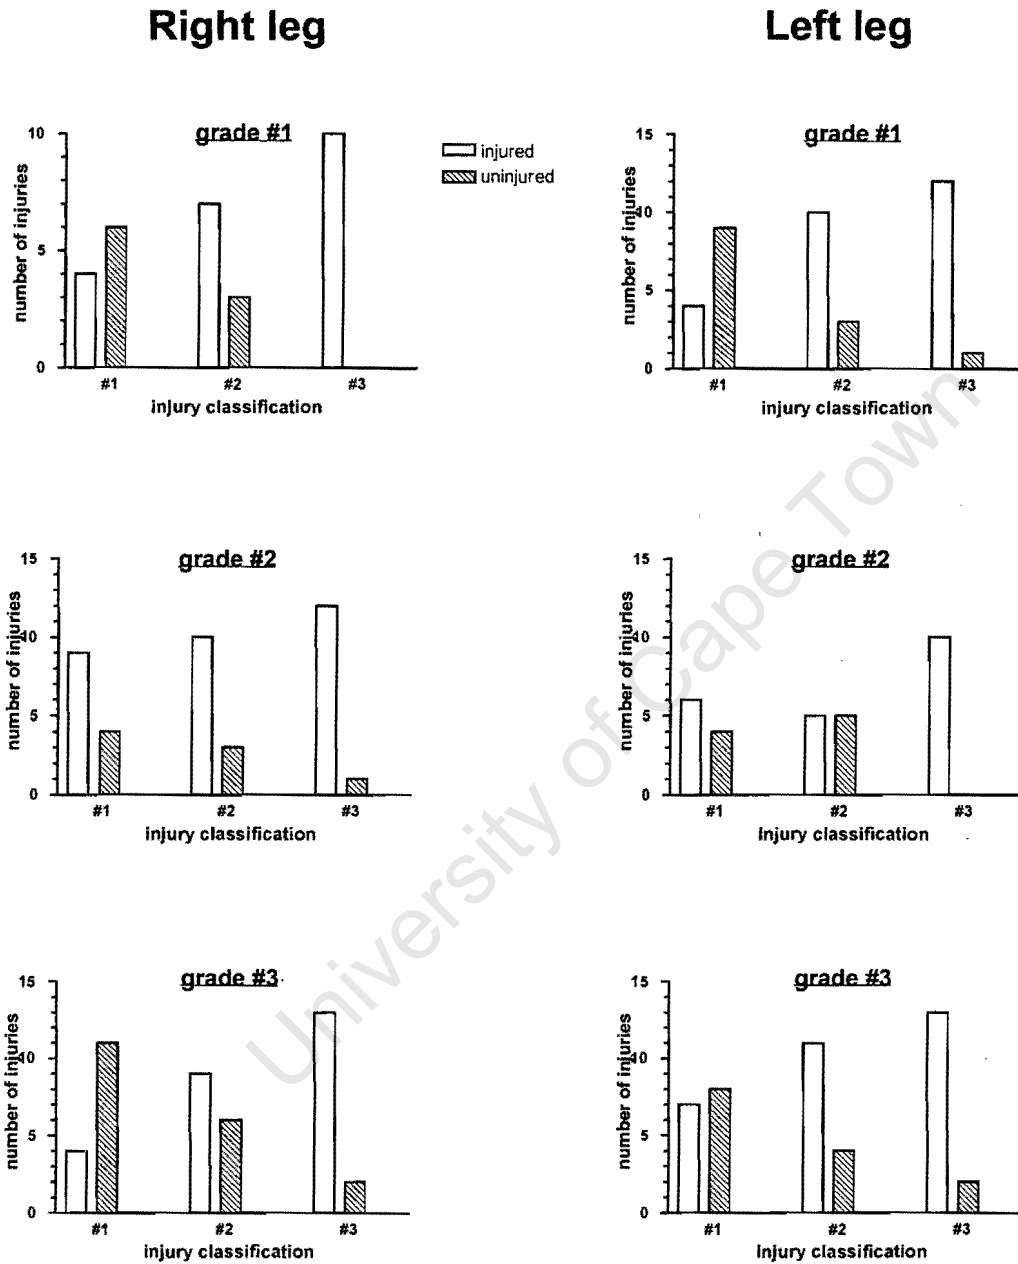 Right leg
Left leg
grade #1
number of injuries
10
5
0
#1
#2
#3
injury classification
injured
uninjured
grade #1
number of injuries
15
10
5
0
#1
#2
#3
injury classification
grade #2
number of injuries
15
10
5
0
#1
#2
#3
injury classification
grade #2
number of injuries
15
10
5
0
#1
#2
#3
injury classification
grade #3
number of injuries
15
10
5
0
#1
#2
#3
injury classification
grade #3
number of injuries
15
10
5
0
#1
#2
#3
injury classification
University of Cape Town